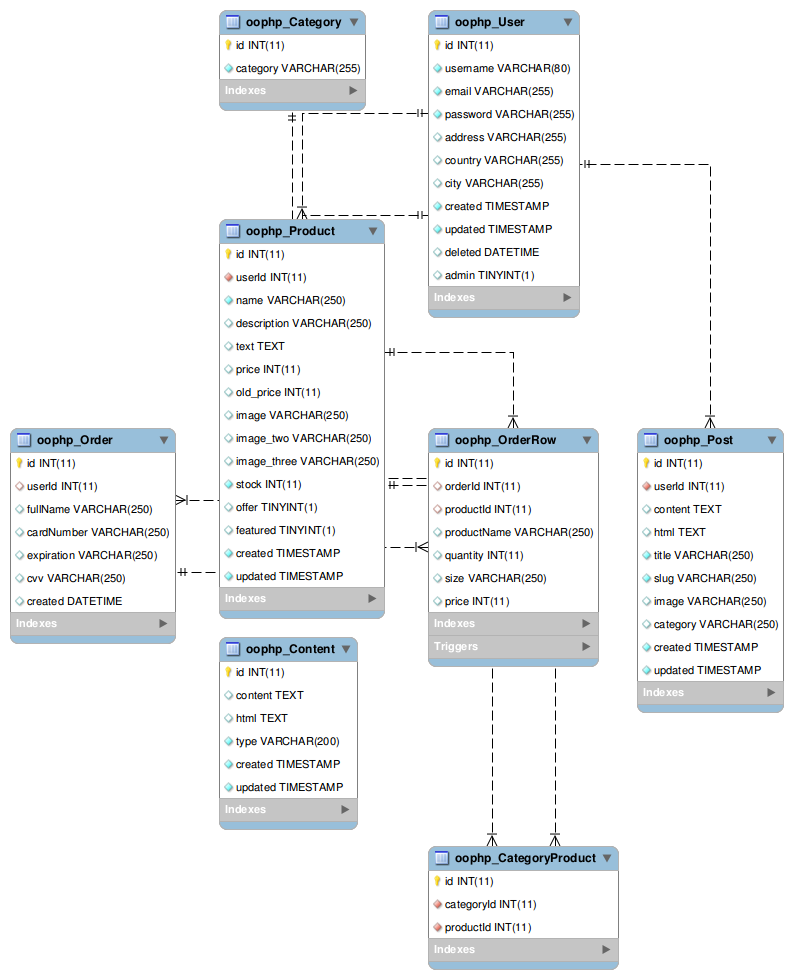 oophp_Category
id INT(11)
category VARCHAR(255)
Indexes
oophp_User
id INT(11)
username VARCHAR(80)
email VARCHAR(255)
password VARCHAR(255)
address VARCHAR(255)
country VARCHAR(255)
city VARCHAR(255)
created TIMESTAMP
updated TIMESTAMP
deleted DATETIME
admin TINYINT(1)
Indexes
oophp_Product
id INT(11)
userId INT(11)
name VARCHAR(250)
description VARCHAR(250)
text TEXT
price INT(11)
old_price INT(11)
image VARCHAR(250)
image_two VARCHAR(250)
image_three VARCHAR(250)
stock INT(11)
offer TINYINT(1)
featured TINYINT(1)
created TIMESTAMP
updated TIMESTAMP
Indexes
oophp_Order
id INT(11)
userId INT(11)
fullName VARCHAR(250)
cardNumber VARCHAR(250)
expiration VARCHAR(250)
cvv VARCHAR(250)
created DATETIME
Indexes
oophp_OrderRow
id INT(11)
orderId INT(11)
productId INT(11)
productName VARCHAR(250)
quantity INT(11)
size VARCHAR(250)
price INT(11)
Indexes
Triggers
oophp_Post
id INT(11)
userId INT(11)
content TEXT
html TEXT
title VARCHAR(250)
slug VARCHAR(250)
image VARCHAR(250)
category VARCHAR(250)
created TIMESTAMP
updated TIMESTAMP
Indexes
oophp_Content
id INT(11)
content TEXT
html TEXT
type VARCHAR(200)
created TIMESTAMP
updated TIMESTAMP
Indexes
oophp_CategoryProduct
id INT(11)
categoryId INT(11)
productId INT(11)
Indexes